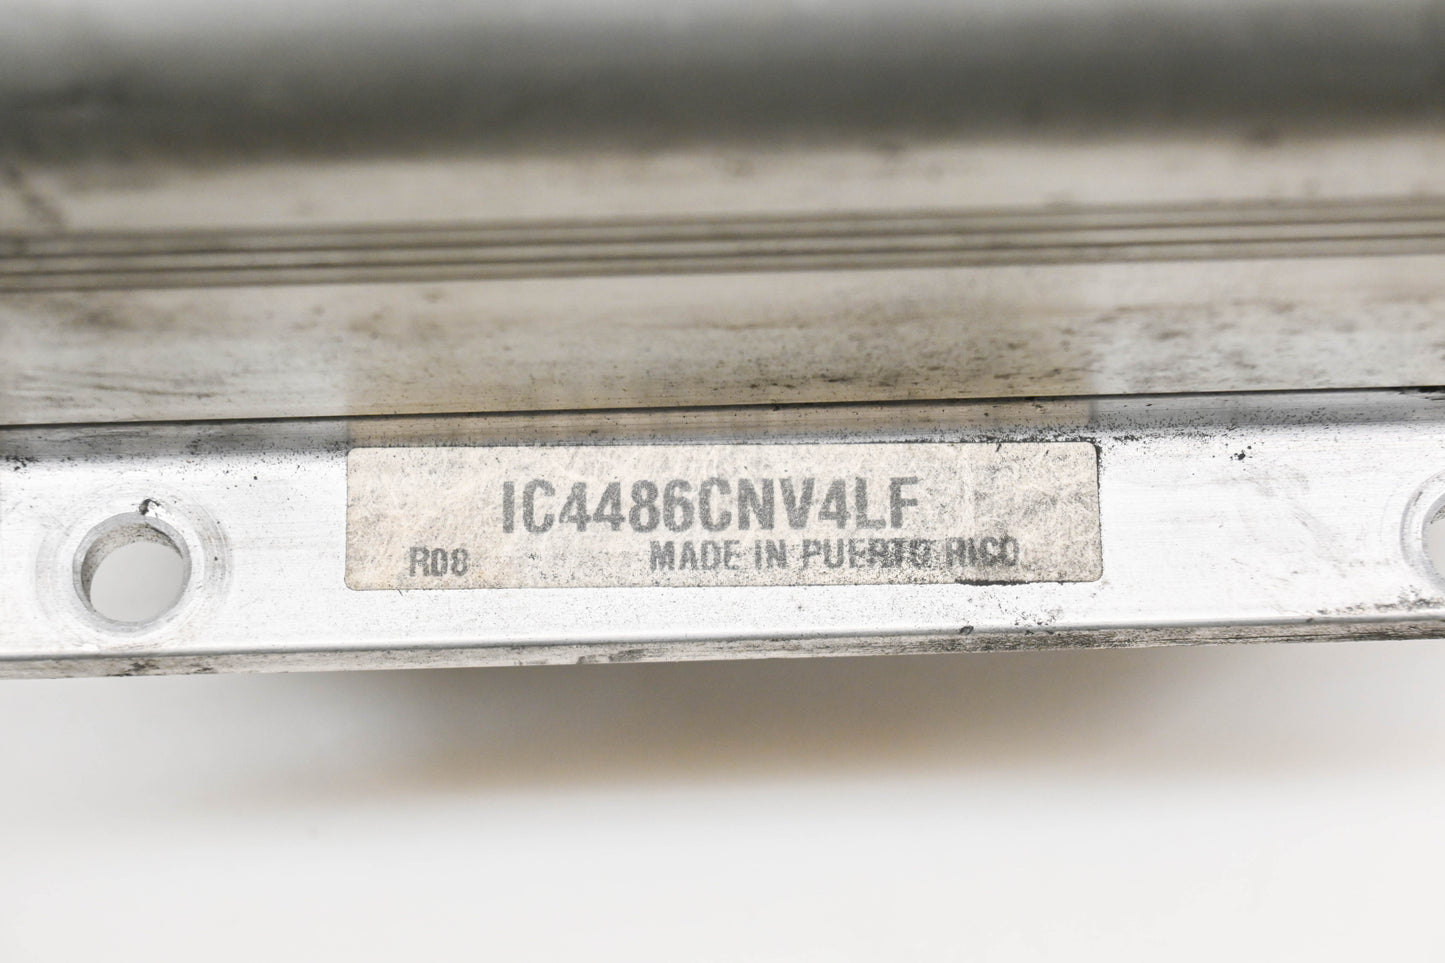 IC4486CNV4LF
R08 MADE IN PUERTO RICO